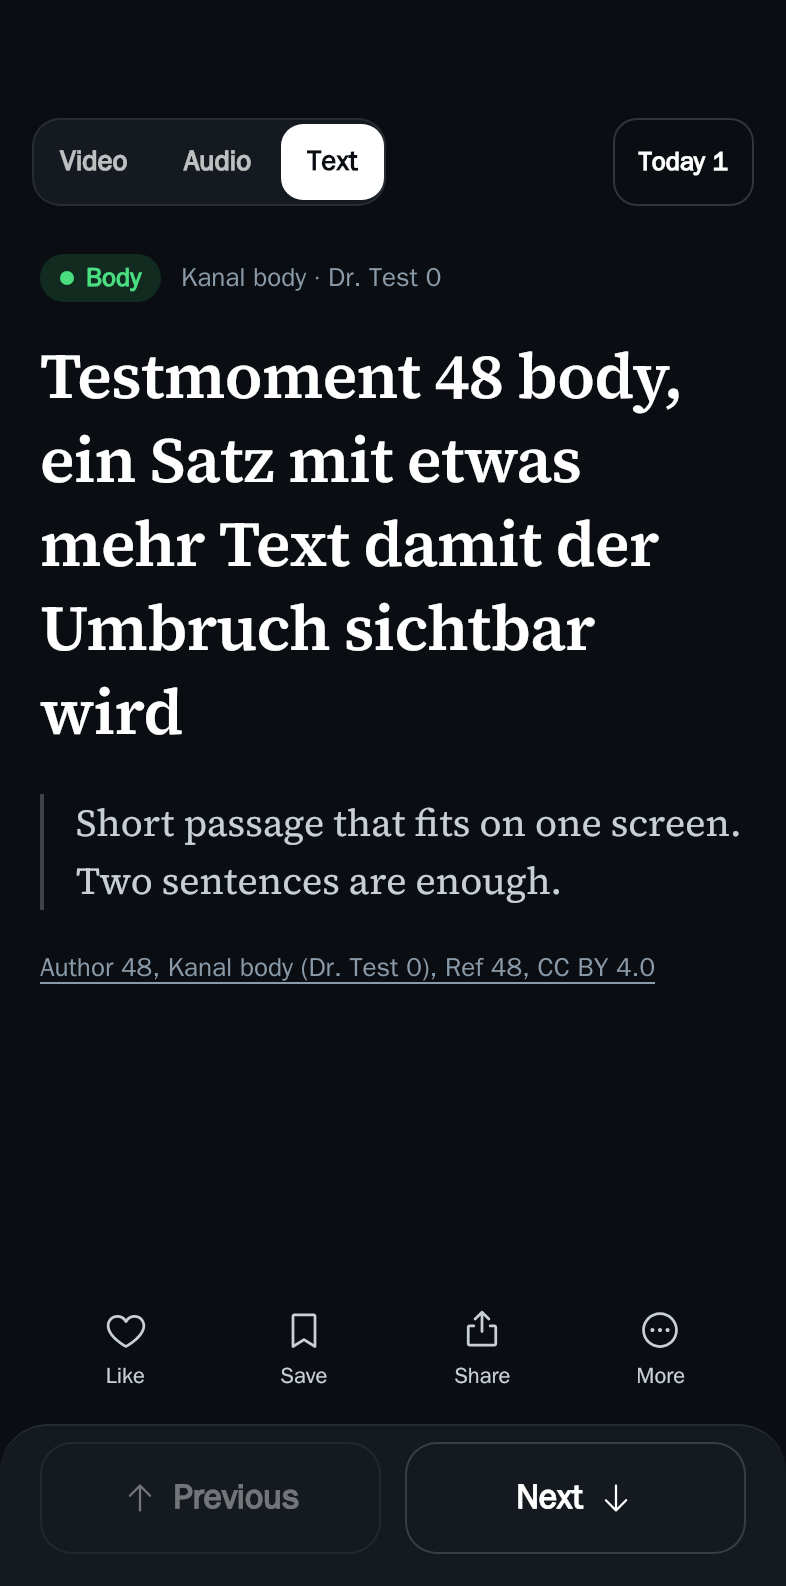 Video Audio Text Today 1
Body Kanal body · Dr. Test 0
Testmoment 48 body,
ein Satz mit etwas
mehr Text damit der
Umbruch sichtbar
wird
Short passage that fits on one screen.
Two sentences are enough.
Author 48, Kanal body (Dr. Test 0), Ref 48, CC BY 4.0
Like Save Share More
Previous Next